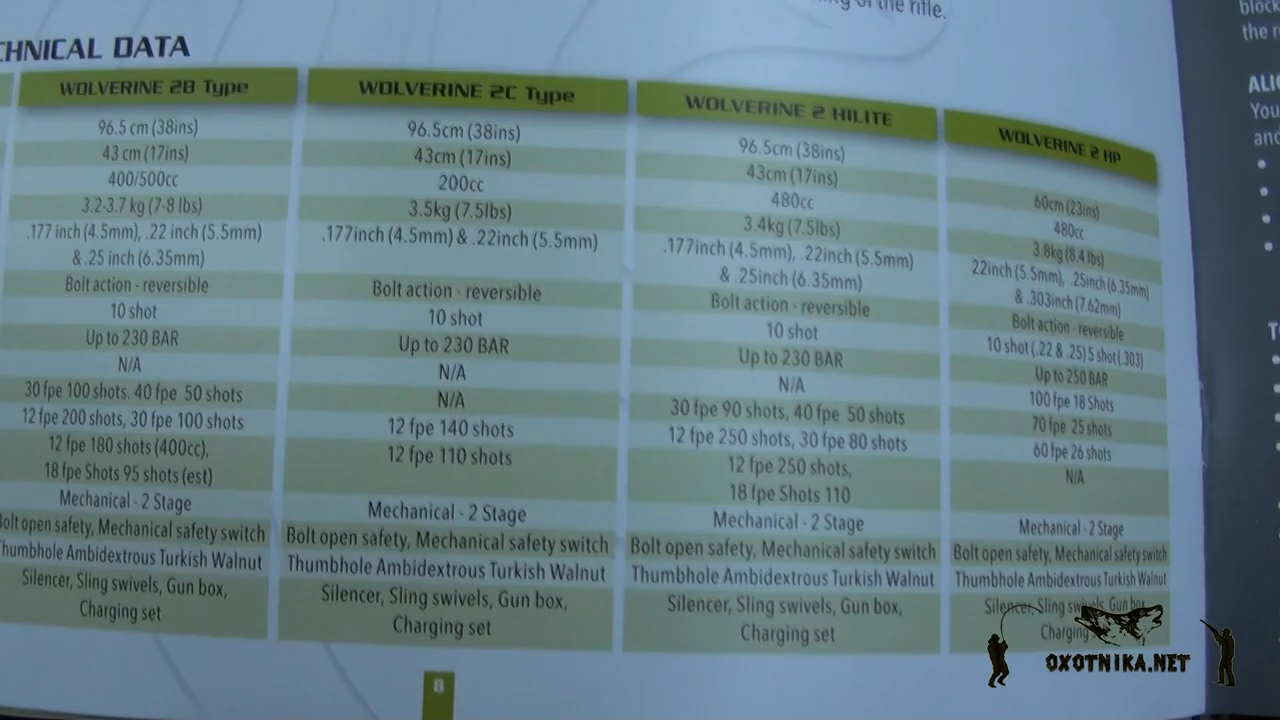 of the rifle.
TECHNICAL DATA
WOLVERINE 2B Type
96.5 cm (38ins)
43 cm (17ins)
400/500cc
3.2-3.7 kg (7-8 lbs)
.177 inch (4.5mm), .22 inch (5.5mm)
& .25 inch (6.35mm)
Bolt action - reversible
10 shot
Up to 230 BAR
N/A
30 fpe 100 shots. 40 fpe 50 shots
12 fpe 200 shots, 30 fpe 100 shots
12 fpe 180 shots (400cc),
18 fpe Shots 95 shots (est)
Mechanical - 2 Stage
Bolt open safety, Mechanical safety switch
Thumbhole Ambidextrous Turkish Walnut
Silencer, Sling swivels, Gun box,
Charging set
WOLVERINE 2C Type
96.5cm (38ins)
43cm (17ins)
200cc
3.5kg (7.5lbs)
.177inch (4.5mm) & .22inch (5.5mm)
Bolt action - reversible
10 shot
Up to 230 BAR
N/A
N/A
12 fpe 140 shots
12 fpe 110 shots
Mechanical - 2 Stage
Bolt open safety, Mechanical safety switch
Thumbhole Ambidextrous Turkish Walnut
Silencer, Sling swivels, Gun box,
Charging set
WOLVERINE 2 HILITE
96.5cm (38ins)
43cm (17ins)
480cc
3.4kg (7.5lbs)
.177inch (4.5mm), .22inch (5.5mm)
& .25inch (6.35mm)
Bolt action - reversible
10 shot
Up to 230 BAR
N/A
30 fpe 90 shots, 40 fpe 50 shots
12 fpe 250 shots, 30 fpe 80 shots
12 fpe 250 shots,
18 fpe Shots 110
Mechanical - 2 Stage
Bolt open safety, Mechanical safety switch
Thumbhole Ambidextrous Turkish Walnut
Silencer, Sling swivels, Gun box,
Charging set
WOLVERINE 2 HP
60cm (23ins)
480cc
3.8kg (8.4 lbs)
22inch (5.5mm), .25inch (6.35mm)
& .303inch (7.62mm)
Bolt action - reversible
10 shot (.22 & .25) 5 shot (.303)
Up to 250 BAR
100 fpe 18 Shots
70 fpe 25 shots
60 fpe 26 shots
N/A
Mechanical - 2 Stage
Bolt open safety, Mechanical safety switch
Thumbhole Ambidextrous Turkish Walnut
Silencer, Sling swivels, Gun box,
Charging
8
block
the
You
and
OXOTNIKA.NET